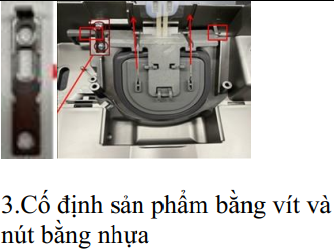 3.Cố định sản phẩm bằng vít và
nút bằng nhựa